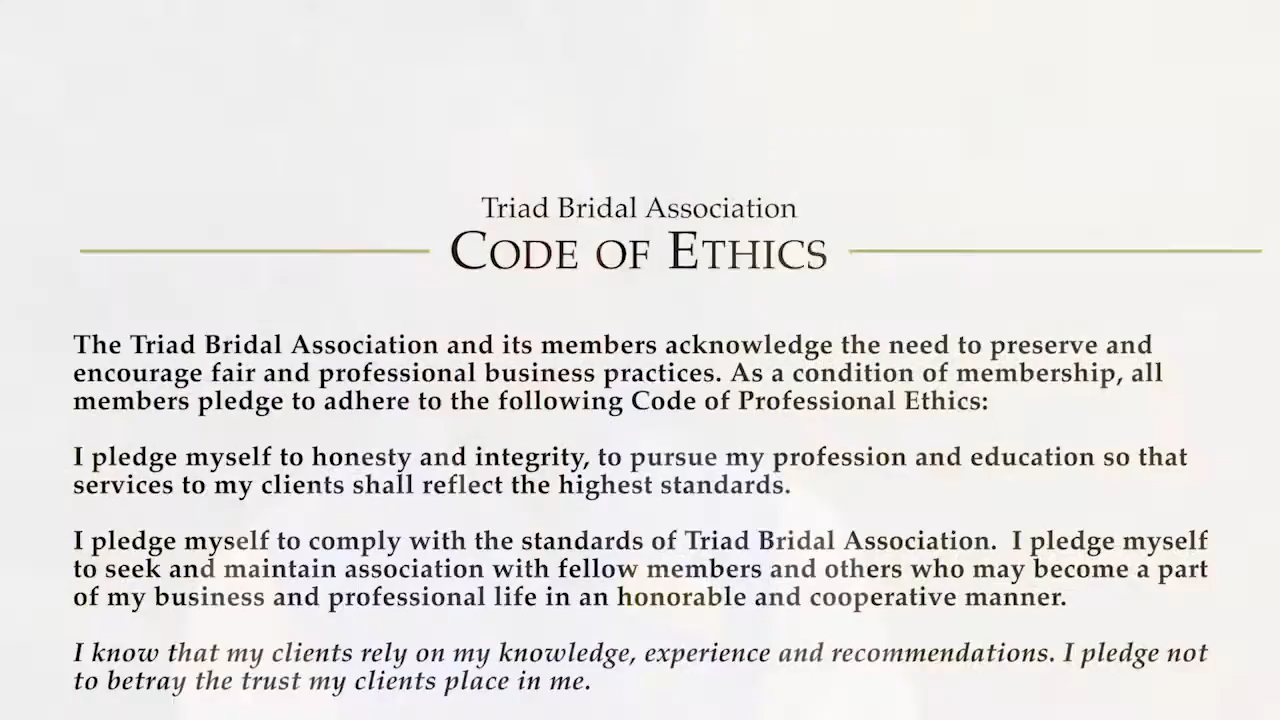 Triad Bridal Association
Code of Ethics
The Triad Bridal Association and its members acknowledge the need to preserve and
encourage fair and professional business practices. As a condition of membership, all
members pledge to adhere to the following Code of Professional Ethics:
I pledge myself to honesty and integrity, to pursue my profession and education so that
services to my clients shall reflect the highest standards.
I pledge myself to comply with the standards of Triad Bridal Association.  I pledge myself
to seek and maintain association with fellow members and others who may become a part
of my business and professional life in an honorable and cooperative manner.
I know that my clients rely on my knowledge, experience and recommendations. I pledge not
to betray the trust my clients place in me.